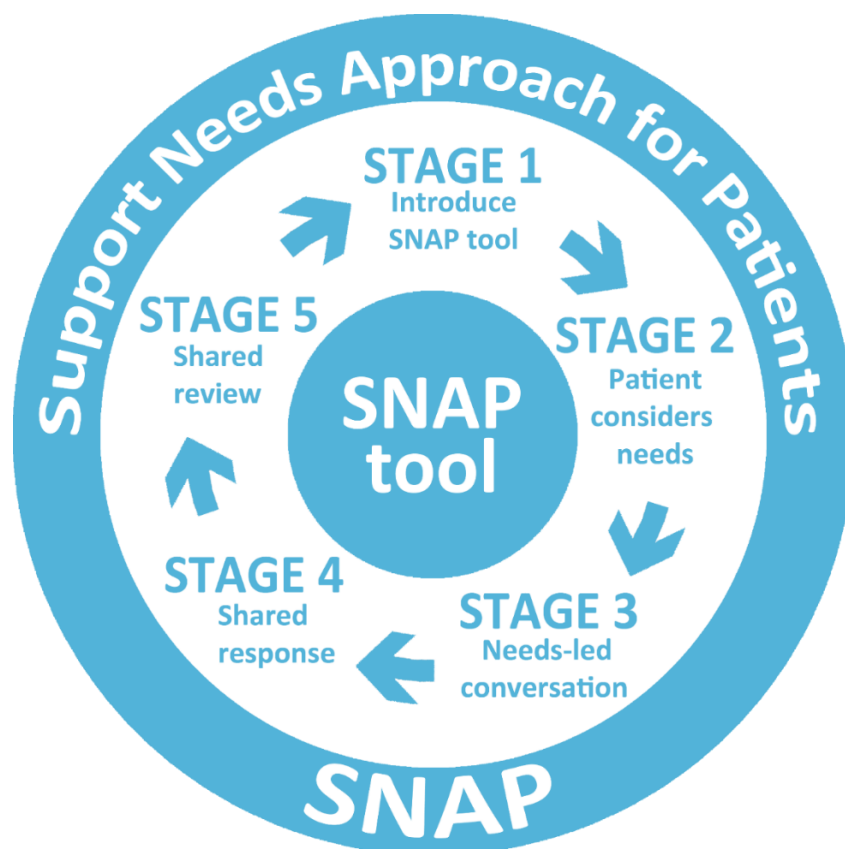 Support Needs Approach for Patients
STAGE 1
Introduce
SNAP tool
STAGE 2
Patient
considers
needs
STAGE 3
Needs-led
conversation
STAGE 4
Shared
response
STAGE 5
Shared
review
SNAP
tool
SNAP